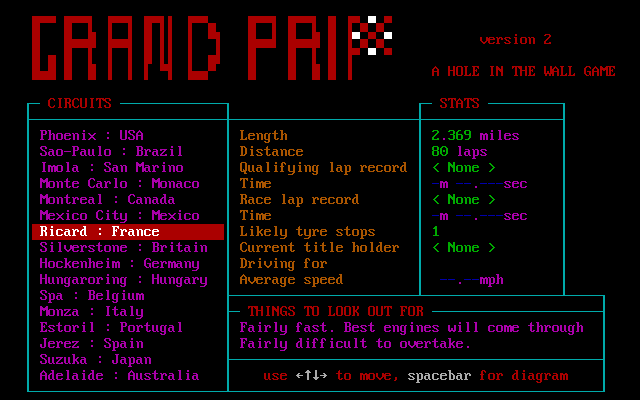 GRAND PRIX
version 2
A HOLE IN THE WALL GAME
CIRCUITS
STATS
Phoenix : USA
Sao-Paulo : Brazil
Imola : San Marino
Monte Carlo : Monaco
Montreal : Canada
Mexico City : Mexico
Ricard : France
Silverstone : Britain
Hockenheim : Germany
Hungaroring : Hungary
Spa : Belgium
Monza : Italy
Estoril : Portugal
Jerez : Spain
Suzuka : Japan
Adelaide : Australia
Length 2.369 miles
Distance 80 laps
Qualifying lap record < None >
Time -m --.---sec
Race lap record < None >
Time -m --.---sec
Likely tyre stops 1
Current title holder < None >
Driving for
Average speed --.--mph
THINGS TO LOOK OUT FOR
Fairly fast. Best engines will come through
Fairly difficult to overtake.
use ←↑↓→ to move, spacebar for diagram